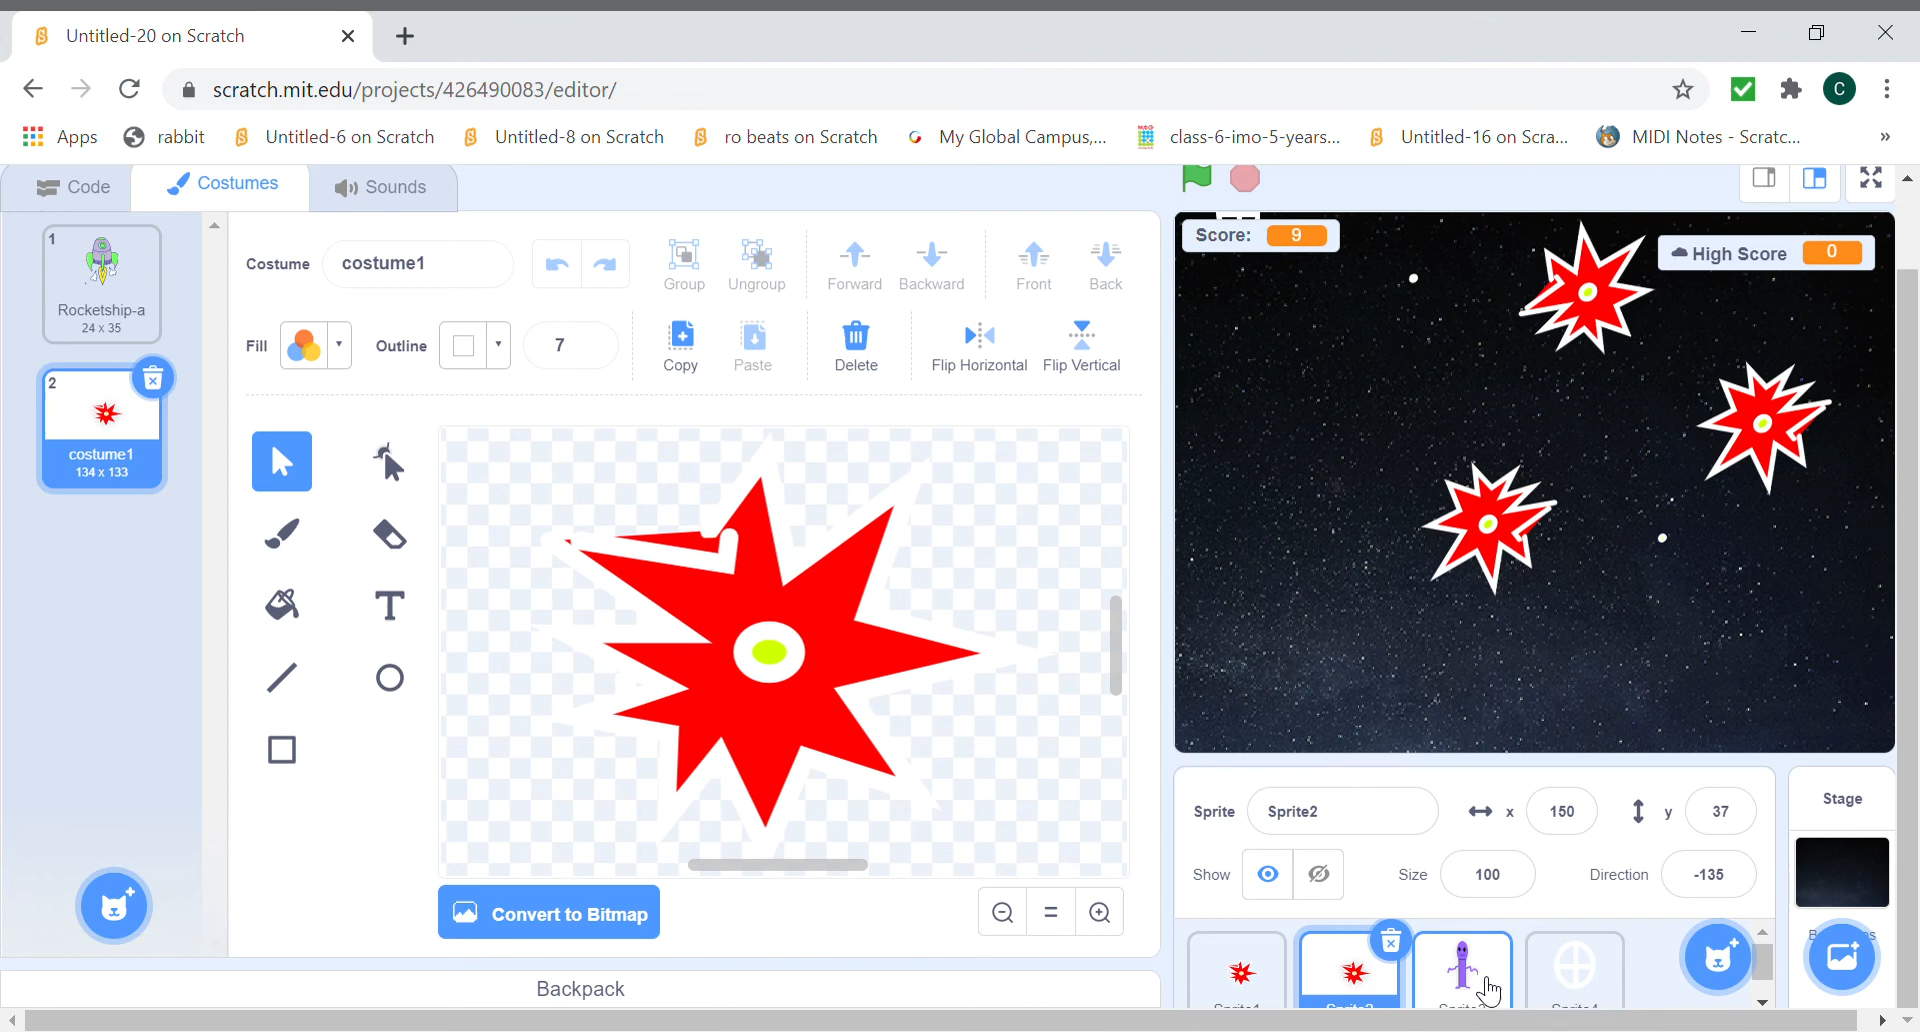 Untitled-20 on Scratch
scratch.mit.edu/projects/426490083/editor/
C
Apps rabbit Untitled-6 on Scratch Untitled-8 on Scratch ro beats on Scratch My Global Campus,... class-6-imo-5-years... Untitled-16 on Scra... MIDI Notes - Scratc... »
Code Costumes Sounds
1
Rocketship-a
24 x 35
2
costume1
134 x 133
Costume costume1 Group Ungroup Forward Backward Front Back
Fill Outline 7 Copy Paste Delete Flip Horizontal Flip Vertical
T
Convert to Bitmap
Backpack
Score: 9
High Score 0
Sprite Sprite2 x 150 y 37
Show Size 100 Direction -135
Stage